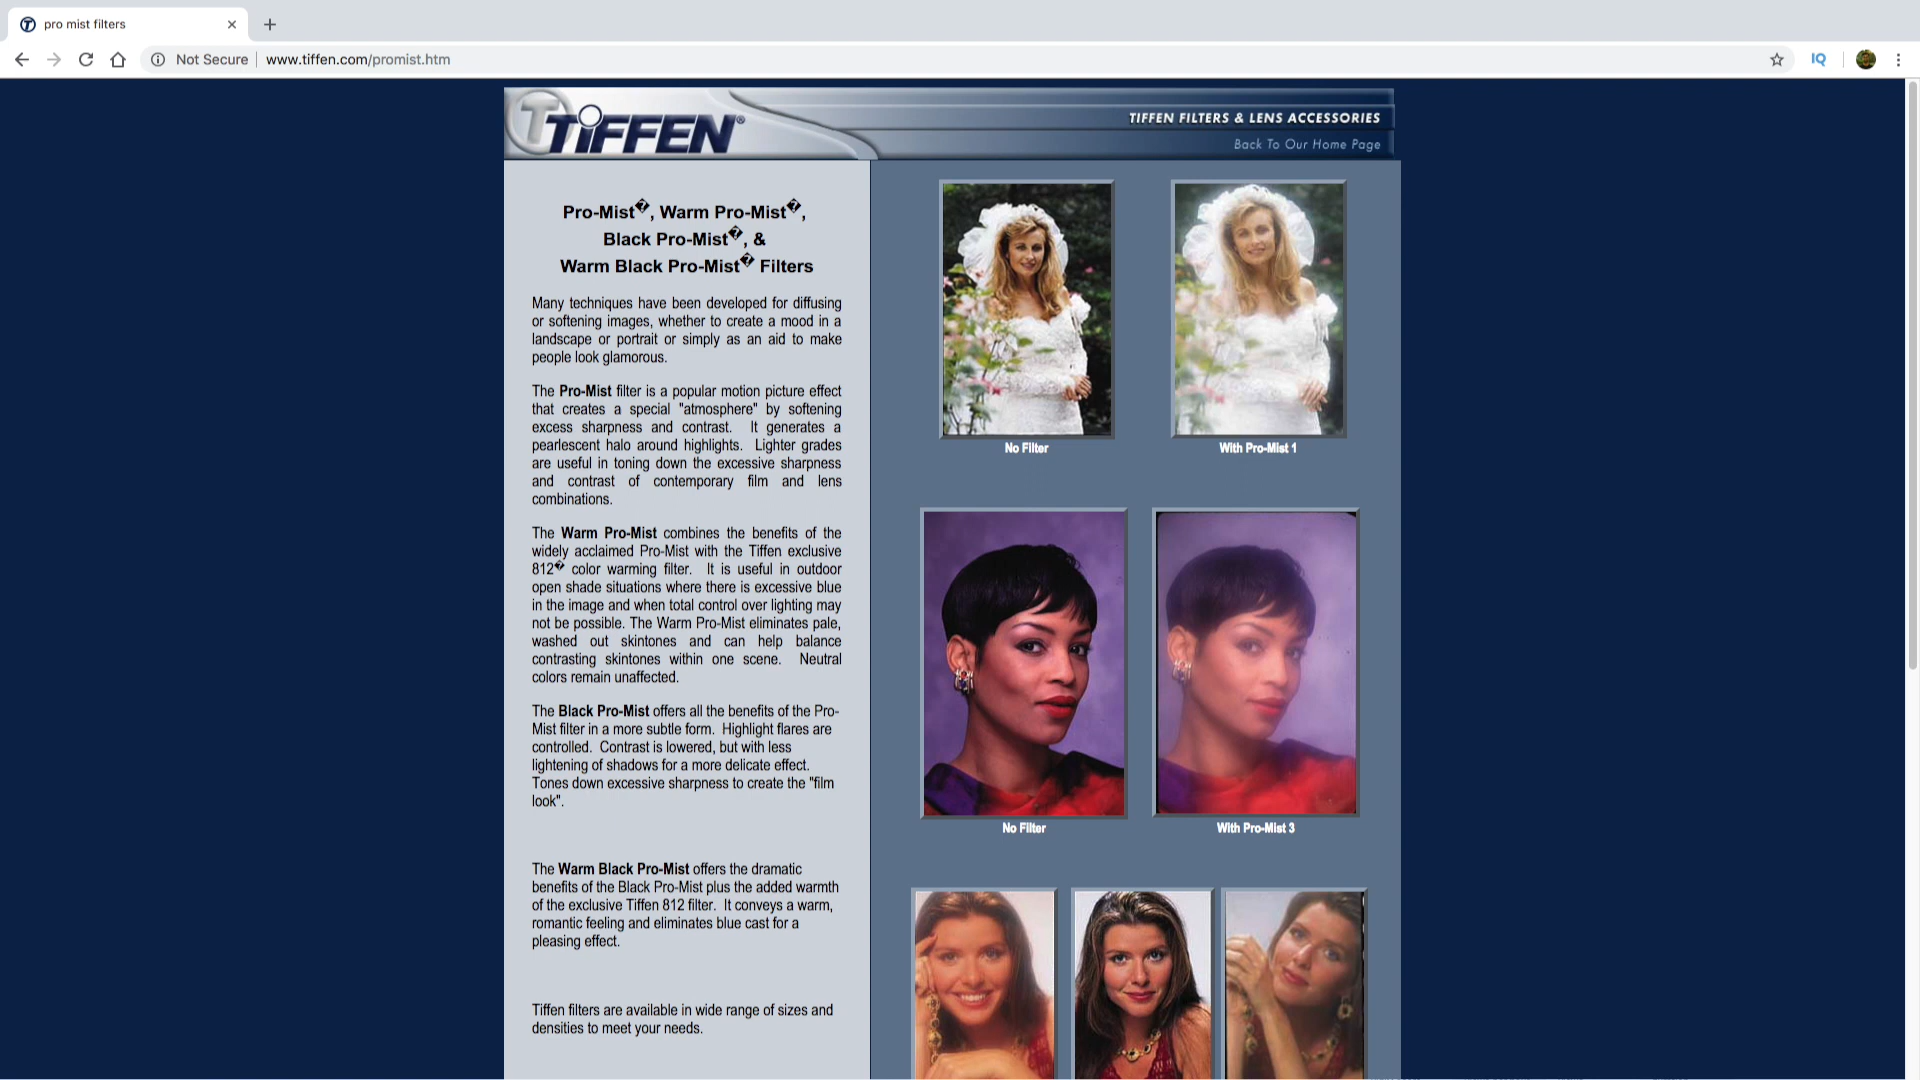 pro mist filters
Not Secure
www.tiffen.com/promist.htm
IQ
TIFFEN®
TIFFEN FILTERS & LENS ACCESSORIES
Back To Our Home Page
Pro-Mist�, Warm Pro-Mist�,
Black Pro-Mist�, &
Warm Black Pro-Mist� Filters
Many techniques have been developed for diffusing
or softening images, whether to create a mood in a
landscape or portrait or simply as an aid to make
people look glamorous.
The Pro-Mist filter is a popular motion picture effect
that creates a special "atmosphere" by softening
excess sharpness and contrast. It generates a
pearlescent halo around highlights. Lighter grades
are useful in toning down the excessive sharpness
and contrast of contemporary film and lens
combinations.
The Warm Pro-Mist combines the benefits of the
widely acclaimed Pro-Mist with the Tiffen exclusive
812� color warming filter. It is useful in outdoor
open shade situations where there is excessive blue
in the image and when total control over lighting may
not be possible. The Warm Pro-Mist eliminates pale,
washed out skintones and can help balance
contrasting skintones within one scene. Neutral
colors remain unaffected.
The Black Pro-Mist offers all the benefits of the Pro-
Mist filter in a more subtle form. Highlight flares are
controlled. Contrast is lowered, but with less
lightening of shadows for a more delicate effect.
Tones down excessive sharpness to create the "film
look".
The Warm Black Pro-Mist offers the dramatic
benefits of the Black Pro-Mist plus the added warmth
of the exclusive Tiffen 812 filter. It conveys a warm,
romantic feeling and eliminates blue cast for a
pleasing effect.
Tiffen filters are available in wide range of sizes and
densities to meet your needs.
No Filter
With Pro-Mist 1
No Filter
With Pro-Mist 3